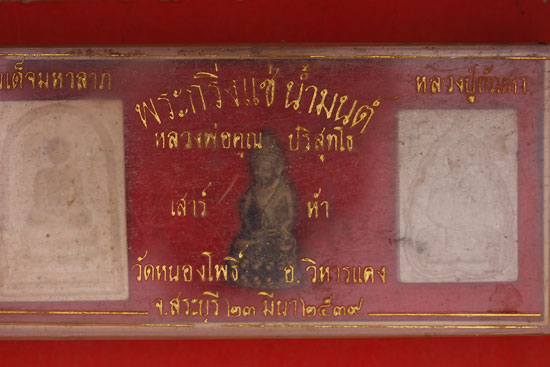 เด็จมหาลาภ
พระกริ่งแช่น้ำมนต์
หลวงปู่
หลวงพ่อคูณ ปริสุทโธ
เสาร์ ห้า
วัดหนองโพธิ์ อ.วิหารแดง
จ.สระบุรี ๒๓ มีนา ๒๕๓๙